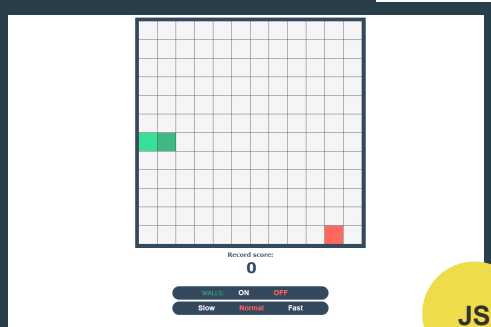 Record score:
0
WALLS: ON OFF
Slow Normal Fast
JS